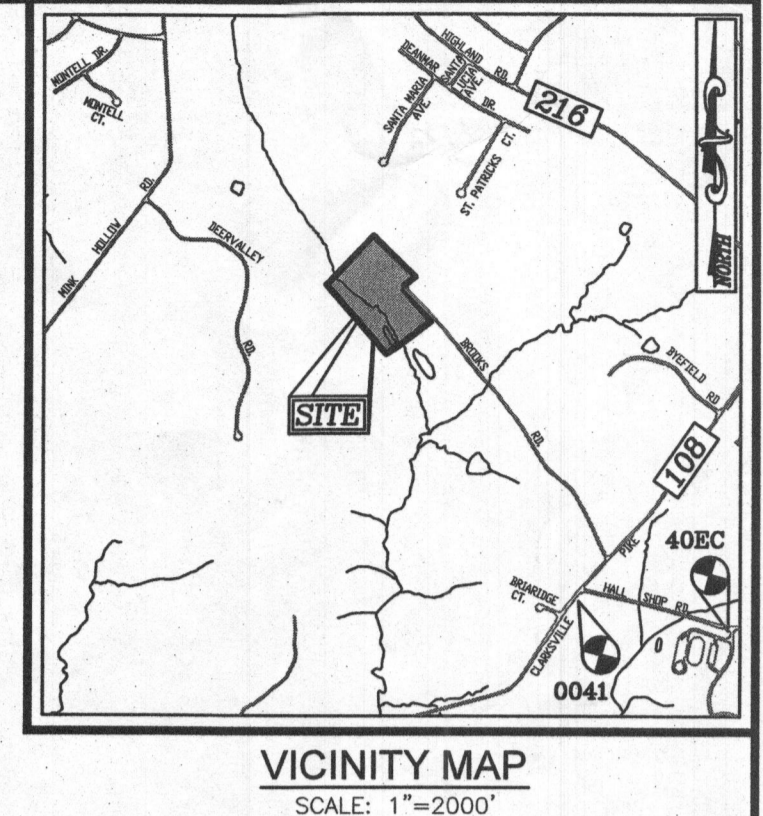 MONTELL DR.
MONTELL
CT.
HIGHLAND
RD.
DEANMAR
DR.
SANTA
LUCIA
AVE.
SANTA MARIA
AVE.
216
ST. PATRICKS CT.
NORTH
MINK HOLLOW RD.
DEERVALLEY
RD.
SITE
BROOKS
RD.
BYEFIELD
RD
108
40EC
PIKE
BRIARIDGE
CT.
HALL SHOP RD.
CLARKSVILLE
0041
VICINITY MAP
SCALE: 1"=2000'